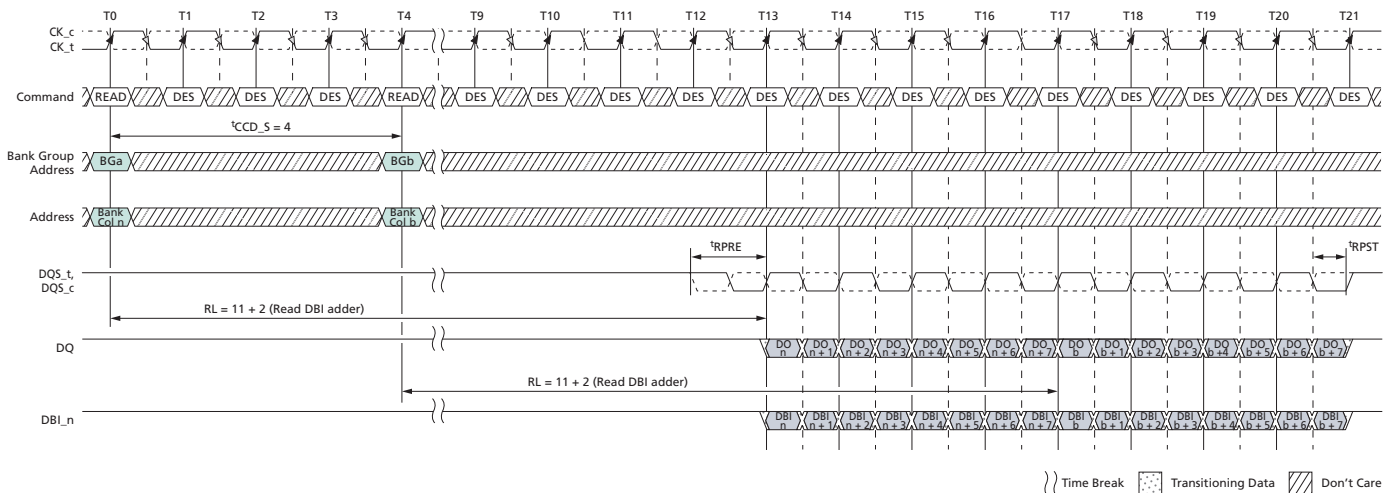 T0 T1 T2 T3 T4 T9 T10 T11 T12 T13 T14 T15 T16 T17 T18 T19 T20 T21
CK_c
CK_t
Command READ DES DES DES READ DES DES DES DES DES DES DES DES DES DES DES DES DES
tCCD_S = 4
Bank Group
Address BGa BGb
Address Bank
Col n Bank
Col b
tRPRE tRPST
DQS_t,
DQS_c
RL = 11 + 2 (Read DBI adder)
DQ DO
n DO
n + 1 DO
n + 2 DO
n + 3 DO
n + 4 DO
n + 5 DO
n + 6 DO
n + 7 DO
b DO
b + 1 DO
b + 2 DO
b + 3 DO
b + 4 DO
b + 5 DO
b + 6 DO
b + 7
RL = 11 + 2 (Read DBI adder)
DBI_n DBI
n DBI
n + 1 DBI
n + 2 DBI
n + 3 DBI
n + 4 DBI
n + 5 DBI
n + 6 DBI
n + 7 DBI
b DBI
b + 1 DBI
b + 2 DBI
b + 3 DBI
b + 4 DBI
b + 5 DBI
b + 6 DBI
b + 7
Time Break Transitioning Data Don't Care